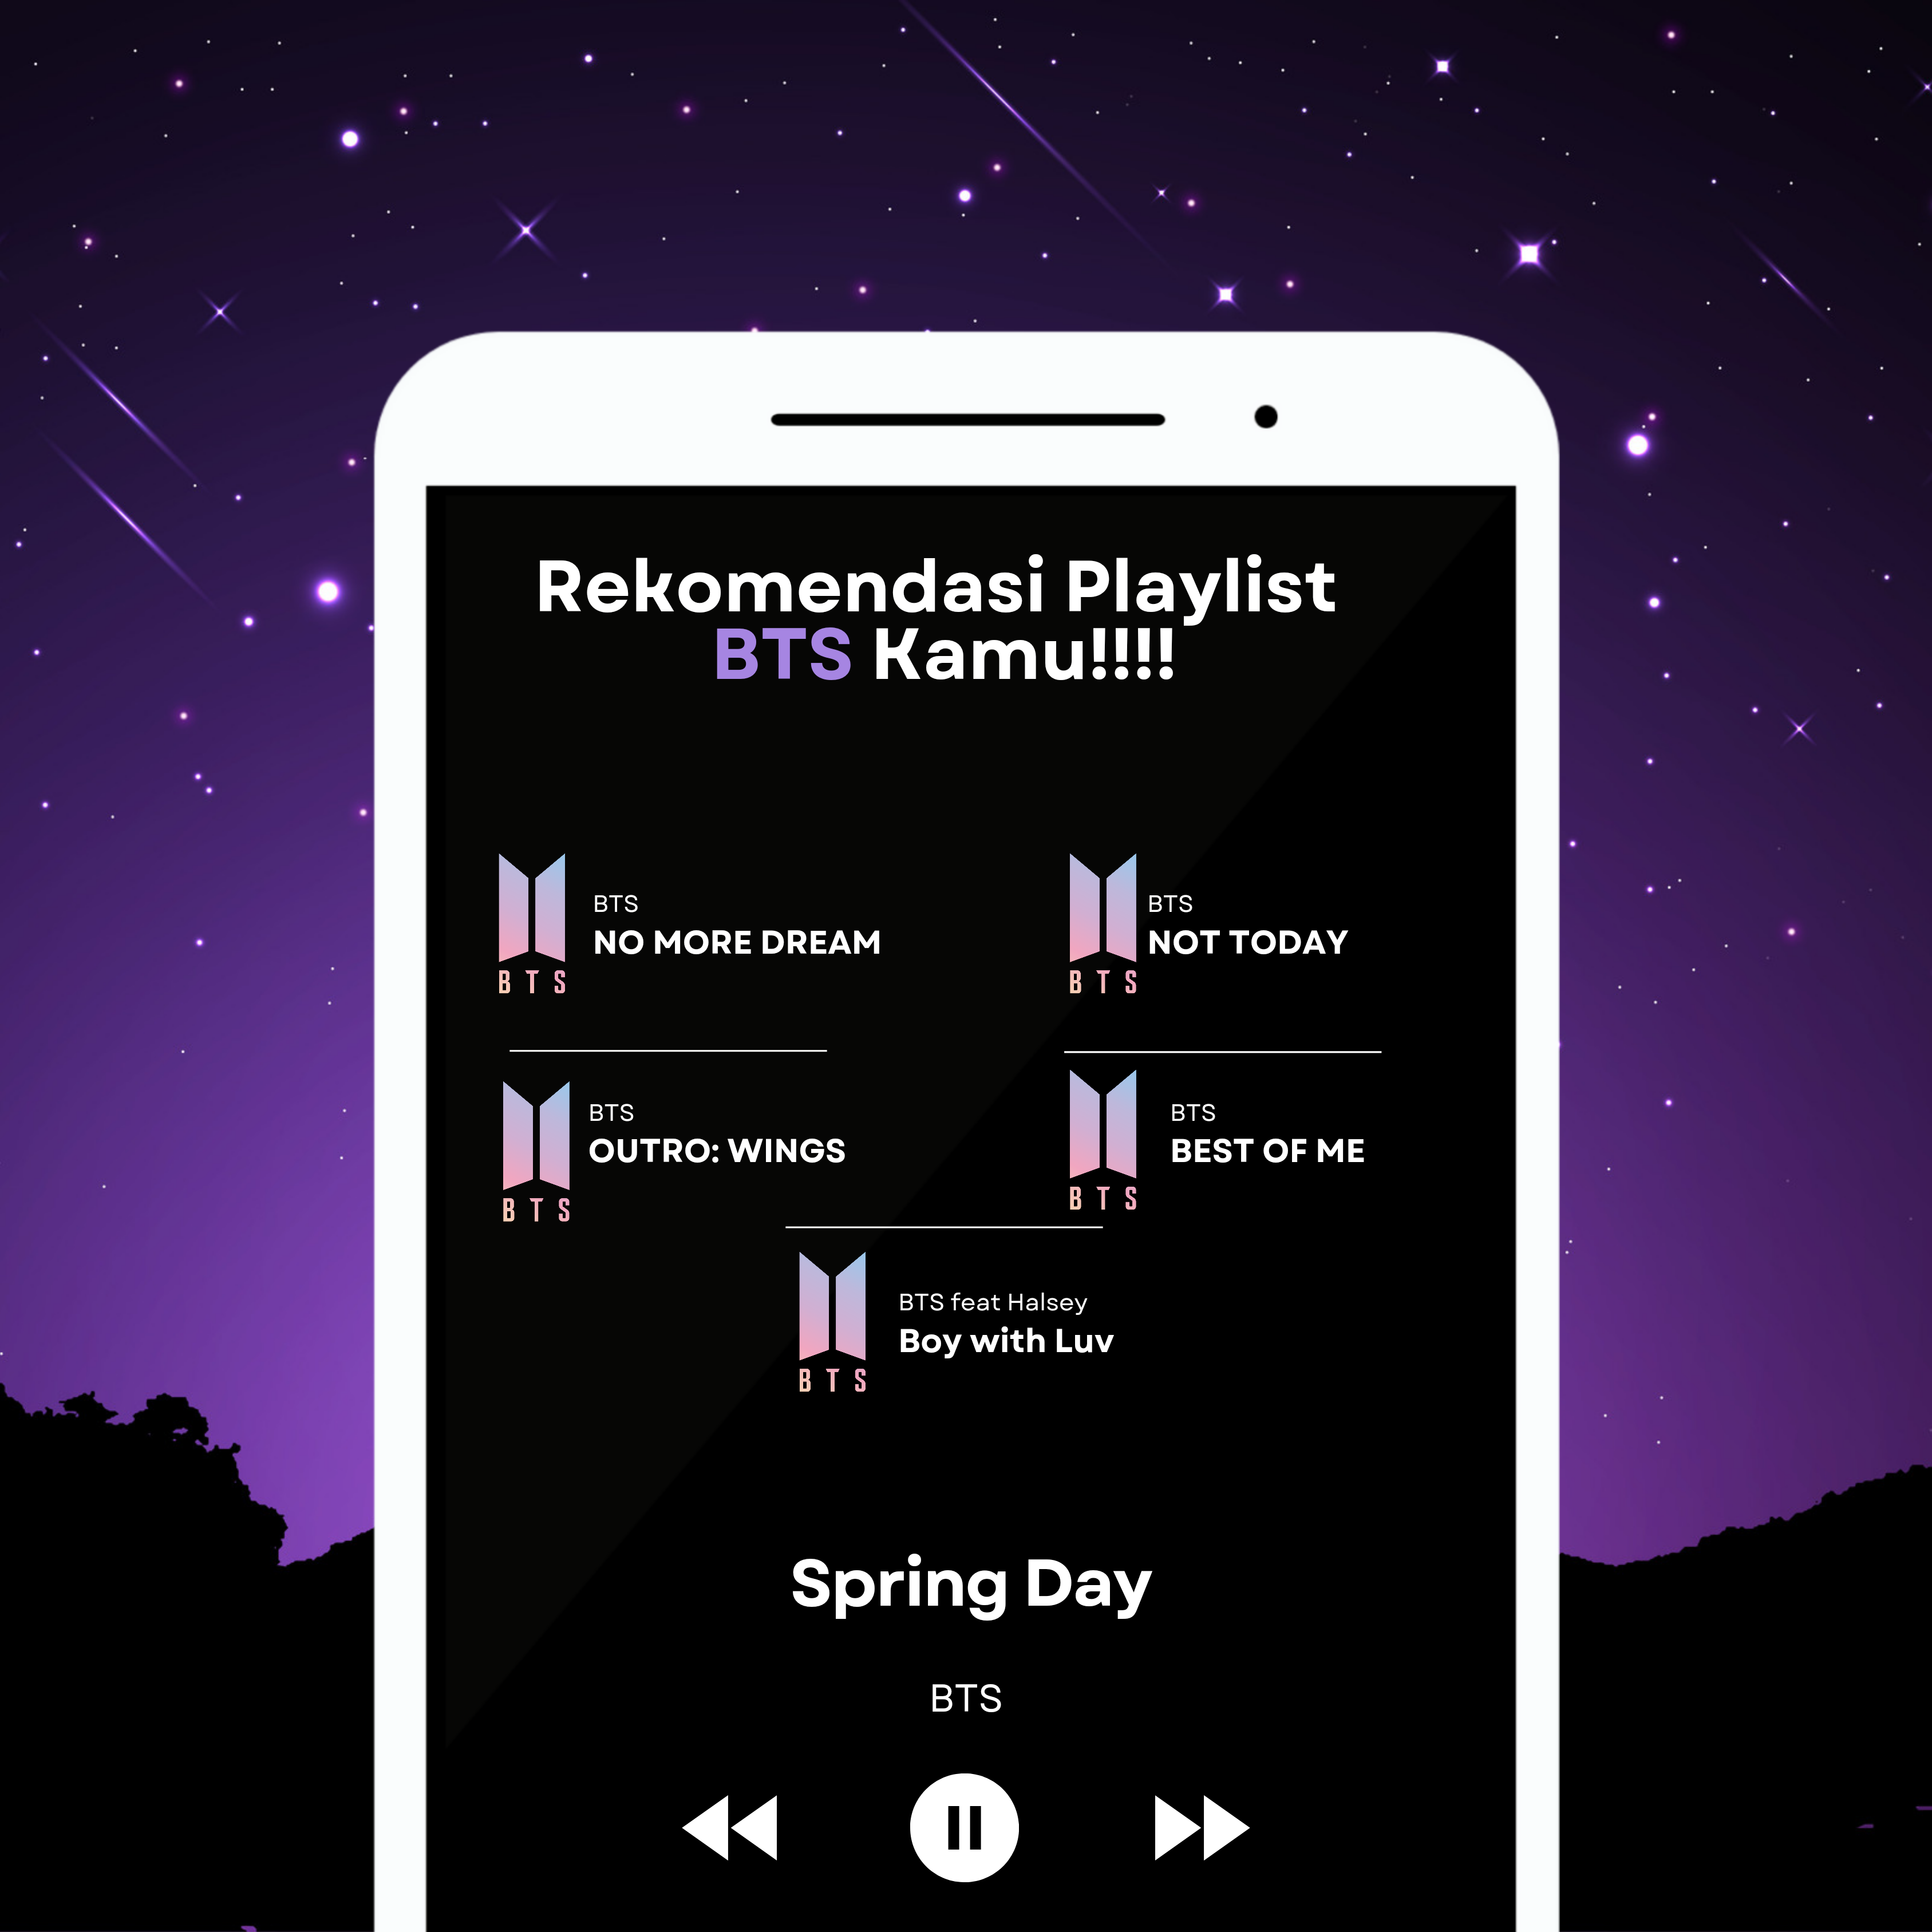 Rekomendasi Playlist
BTS Kamu!!!!
BTS
NO MORE DREAM
BTS
BTS
NOT TODAY
BTS
BTS
OUTRO: WINGS
BTS
BTS
BEST OF ME
BTS
BTS feat Halsey
Boy with Luv
BTS
Spring Day
BTS